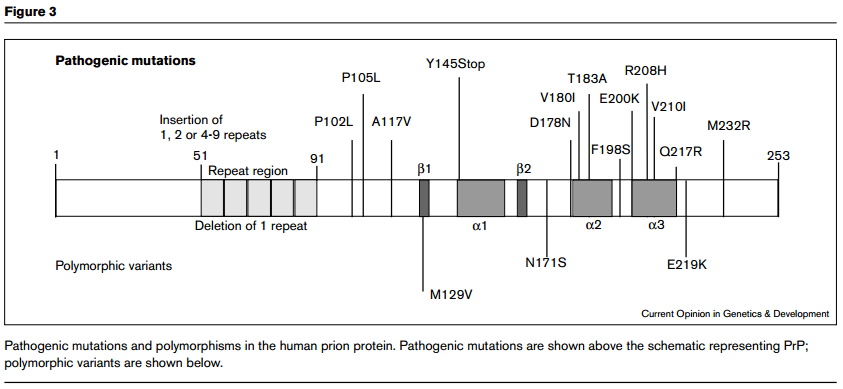 Figure 3
Pathogenic mutations
Y145Stop
R208H
P105L
T183A
V180I
E200K
V210I
Insertion of
1, 2 or 4-9 repeats
P102L
A117V
D178N
M232R
F198S
Q217R
1
51
91
253
Repeat region
β1
β2
Deletion of 1 repeat
α1
α2
α3
Polymorphic variants
N171S
E219K
M129V
Current Opinion in Genetics & Development
Pathogenic mutations and polymorphisms in the human prion protein. Pathogenic mutations are shown above the schematic representing PrP;
polymorphic variants are shown below.